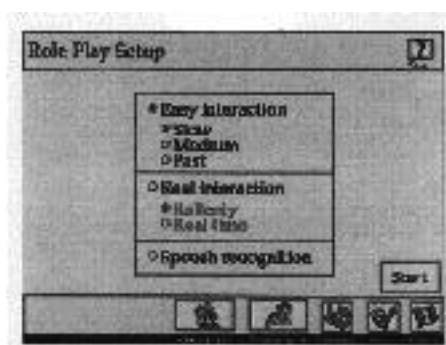 Role Play Setup
Easy interaction
Slow
Medium
Fast
Real interaction
Real time
Speech recognition
Start